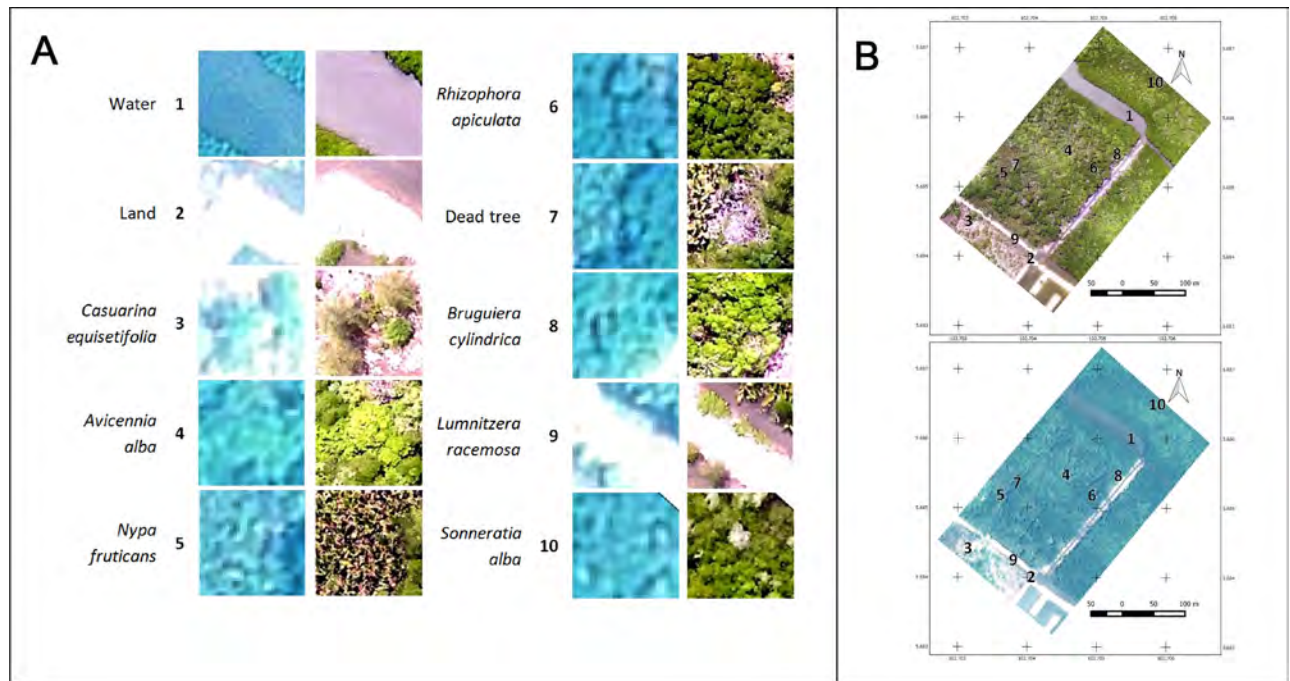 A
Water 1
Land 2
Casuarina
equisetifolia 3
Avicennia
alba 4
Nypa
fruticans 5
Rhizophora
apiculata 6
Dead tree 7
Bruguiera
cylindrica 8
Lumnitzera
racemosa 9
Sonneratia
alba 10
B
N
10
1
4
8
7
6
5
3
9
2
50 0 50 100 m
N
10
1
4
8
7
6
5
3
9
2
50 0 50 100 m